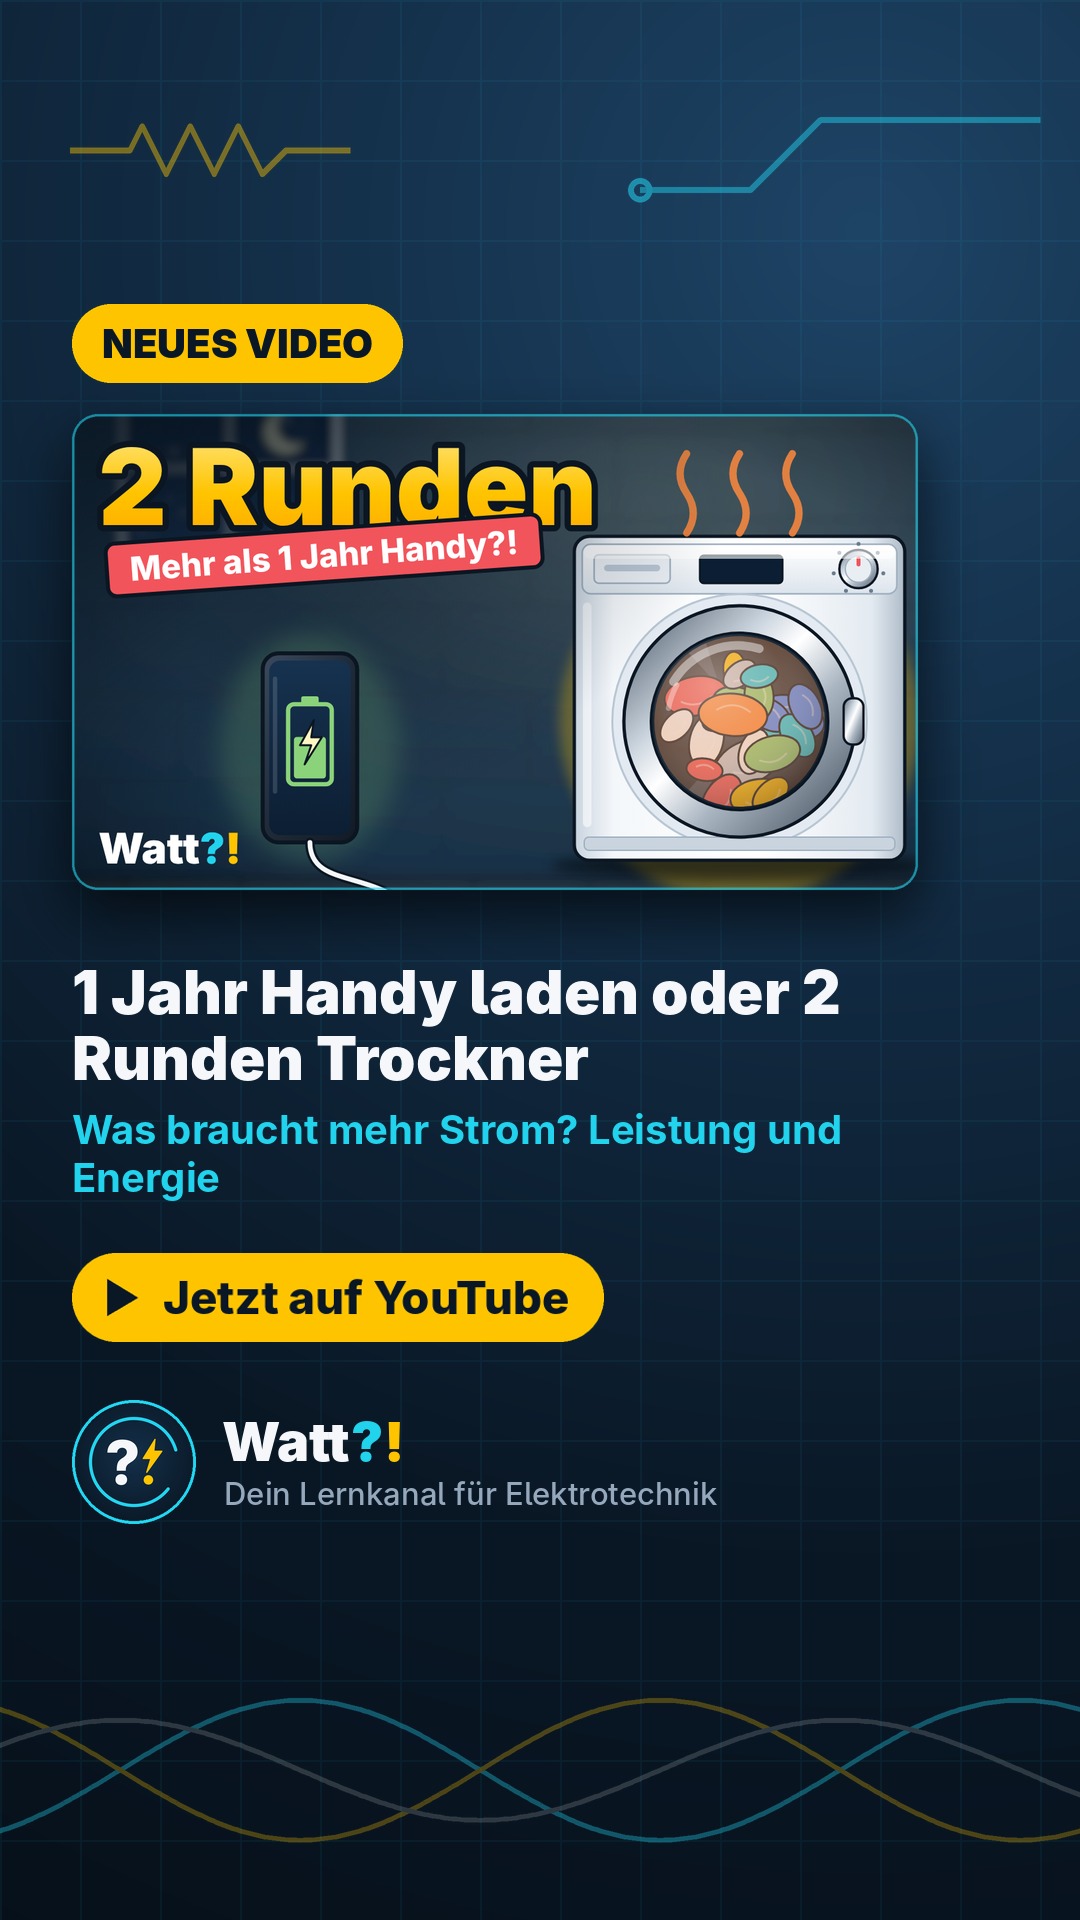 NEUES VIDEO
2 Runden
Mehr als 1 Jahr Handy?!
Watt?!
1 Jahr Handy laden oder 2
Runden Trockner
Was braucht mehr Strom? Leistung und
Energie
Jetzt auf YouTube
?!
Watt?!
Dein Lernkanal für Elektrotechnik